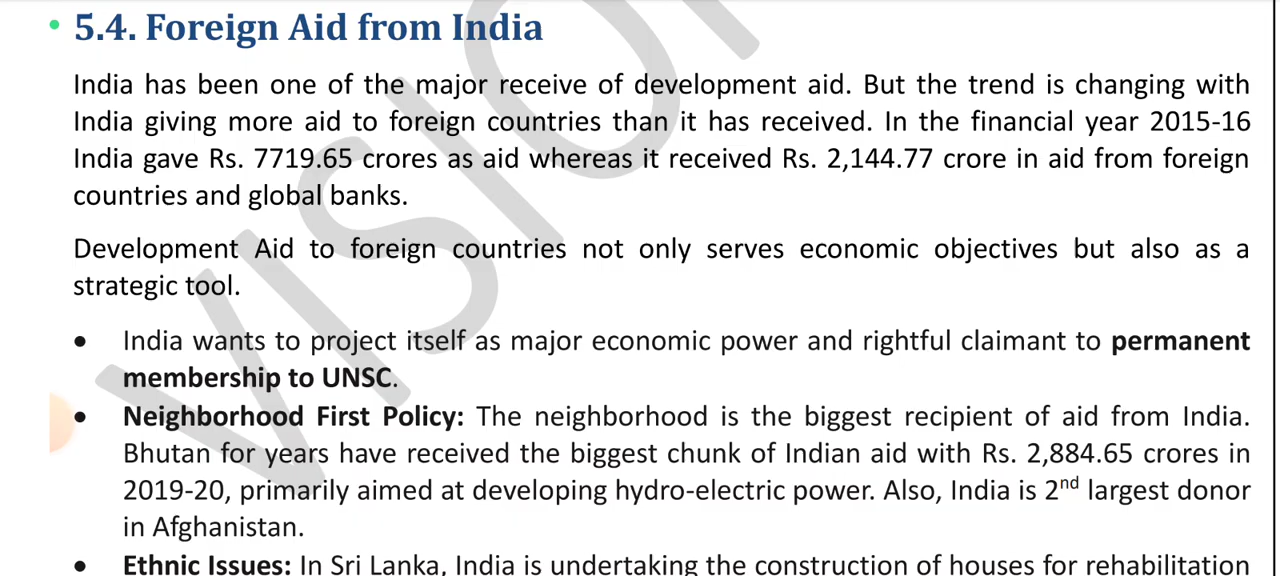 5.4. Foreign Aid from India
India has been one of the major receive of development aid. But the trend is changing with
India giving more aid to foreign countries than it has received. In the financial year 2015-16
India gave Rs. 7719.65 crores as aid whereas it received Rs. 2,144.77 crore in aid from foreign
countries and global banks.
Development Aid to foreign countries not only serves economic objectives but also as a
strategic tool.
• India wants to project itself as major economic power and rightful claimant to permanent
membership to UNSC.
• Neighborhood First Policy: The neighborhood is the biggest recipient of aid from India.
Bhutan for years have received the biggest chunk of Indian aid with Rs. 2,884.65 crores in
2019-20, primarily aimed at developing hydro-electric power. Also, India is 2nd largest donor
in Afghanistan.
• Ethnic Issues: In Sri Lanka, India is undertaking the construction of houses for rehabilitation
VISIO